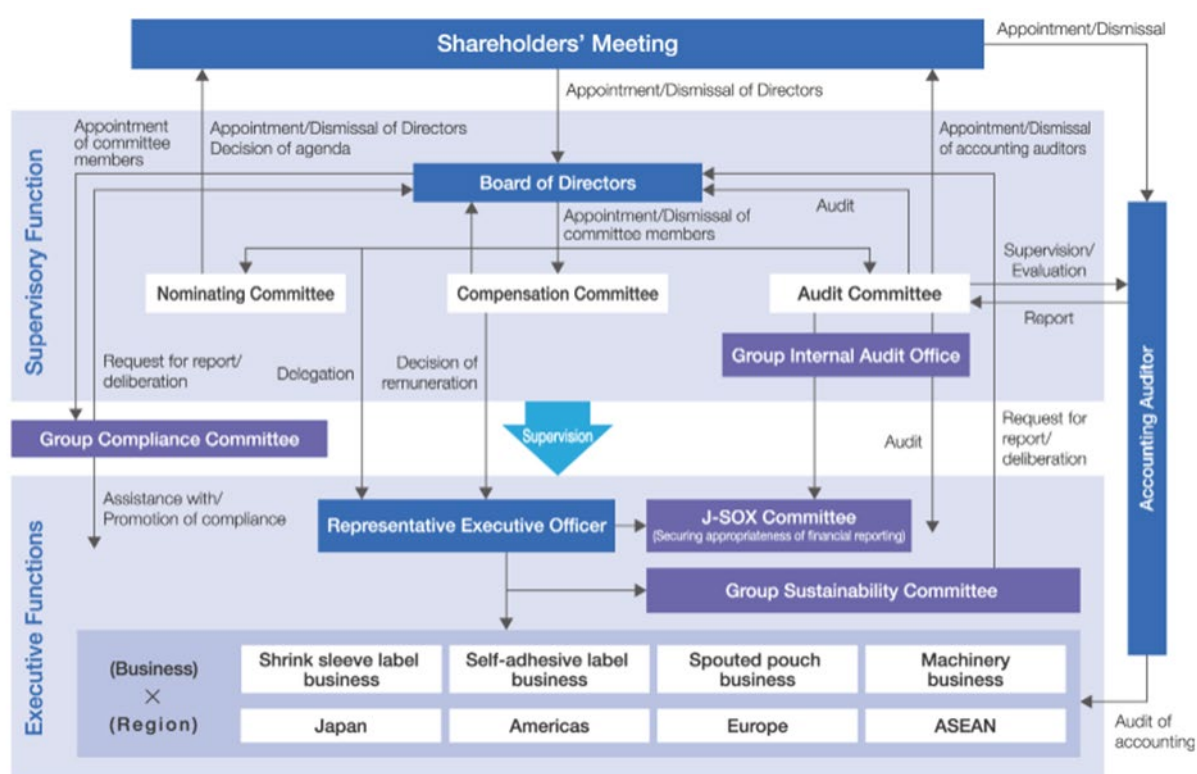 Shareholders' Meeting
Appointment/Dismissal
Appointment/Dismissal of Directors
Supervisory Function
Appointment
of committee
members
Appointment/Dismissal of Directors
Decision of agenda
Appointment/Dismissal
of accounting auditors
Board of Directors
Audit
Appointment/Dismissal of
committee members
Supervision/
Evaluation
Nominating Committee
Compensation Committee
Audit Committee
Report
Group Internal Audit Office
Request for report/
deliberation
Delegation
Decision of
remuneration
Accounting Auditor
Group Compliance Committee
Supervision
Audit
Request for
report/
deliberation
Executive Functions
Assistance with/
Promotion of compliance
Representative Executive Officer
J-SOX Committee
(Securing appropriateness of financial reporting)
Group Sustainability Committee
(Business)
×
(Region)
Shrink sleeve label
business
Self-adhesive label
business
Spouted pouch
business
Machinery
business
Japan
Americas
Europe
ASEAN
Audit of
accounting